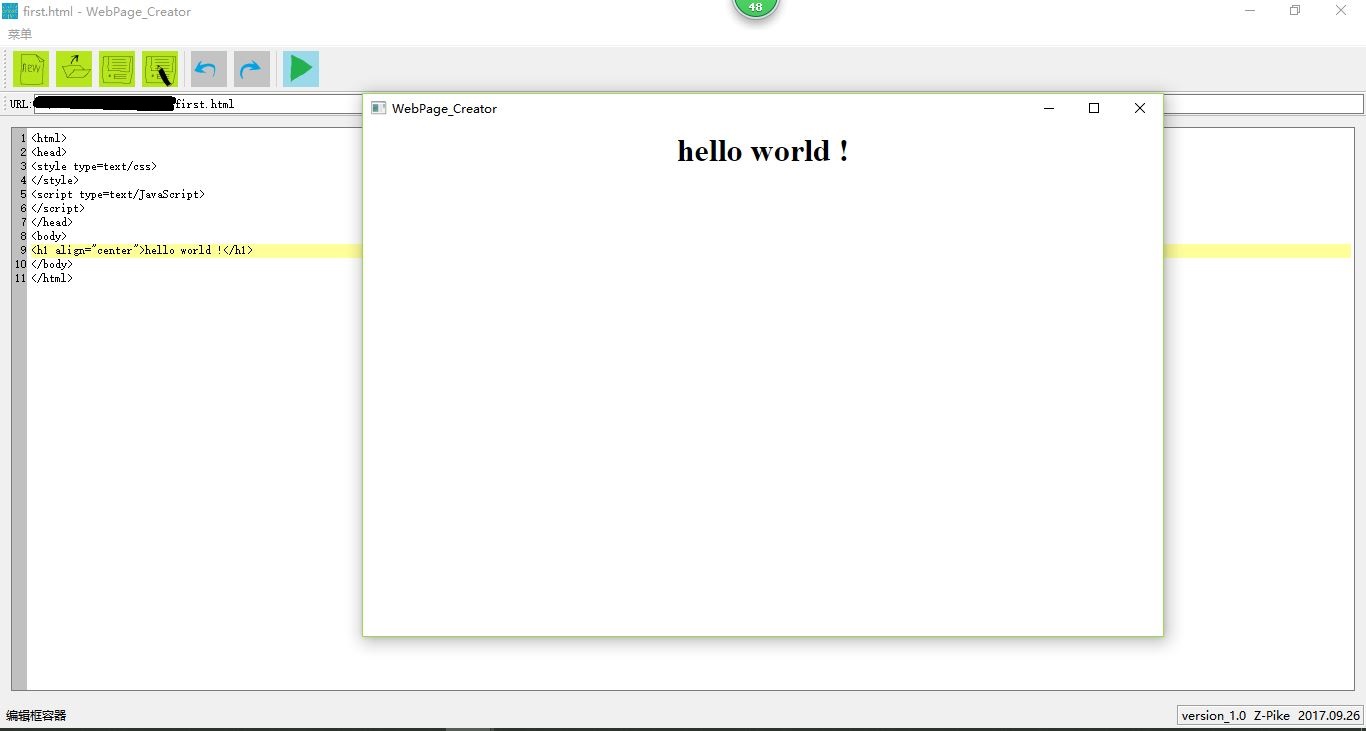 48
first.html - WebPage_Creator
菜单
NEW
URL: first.html
1 <html>
2 <head>
3 <style type=text/css>
4 </style>
5 <script type=text/JavaScript>
6 </script>
7 </head>
8 <body>
9 <h1 align="center">hello world !</h1>
10 </body>
11 </html>
WebPage_Creator
hello world !
编辑框容器
version_1.0 Z-Pike 2017.09.26